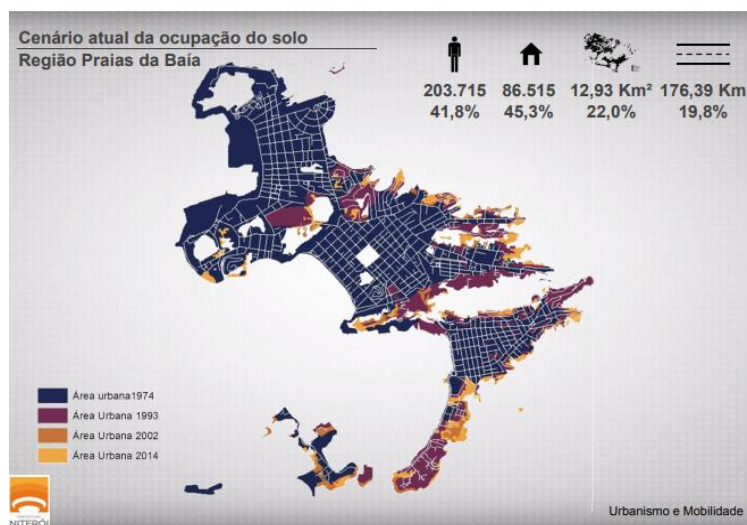 Cenário atual da ocupação do solo
Região Praias da Baía
203.715 86.515 12,93 Km² 176,39 Km
41,8% 45,3% 22,0% 19,8%
Área urbana1974
Área Urbana 1993
Área Urbana 2002
Área Urbana 2014
NITERÓI
Urbanismo e Mobilidade